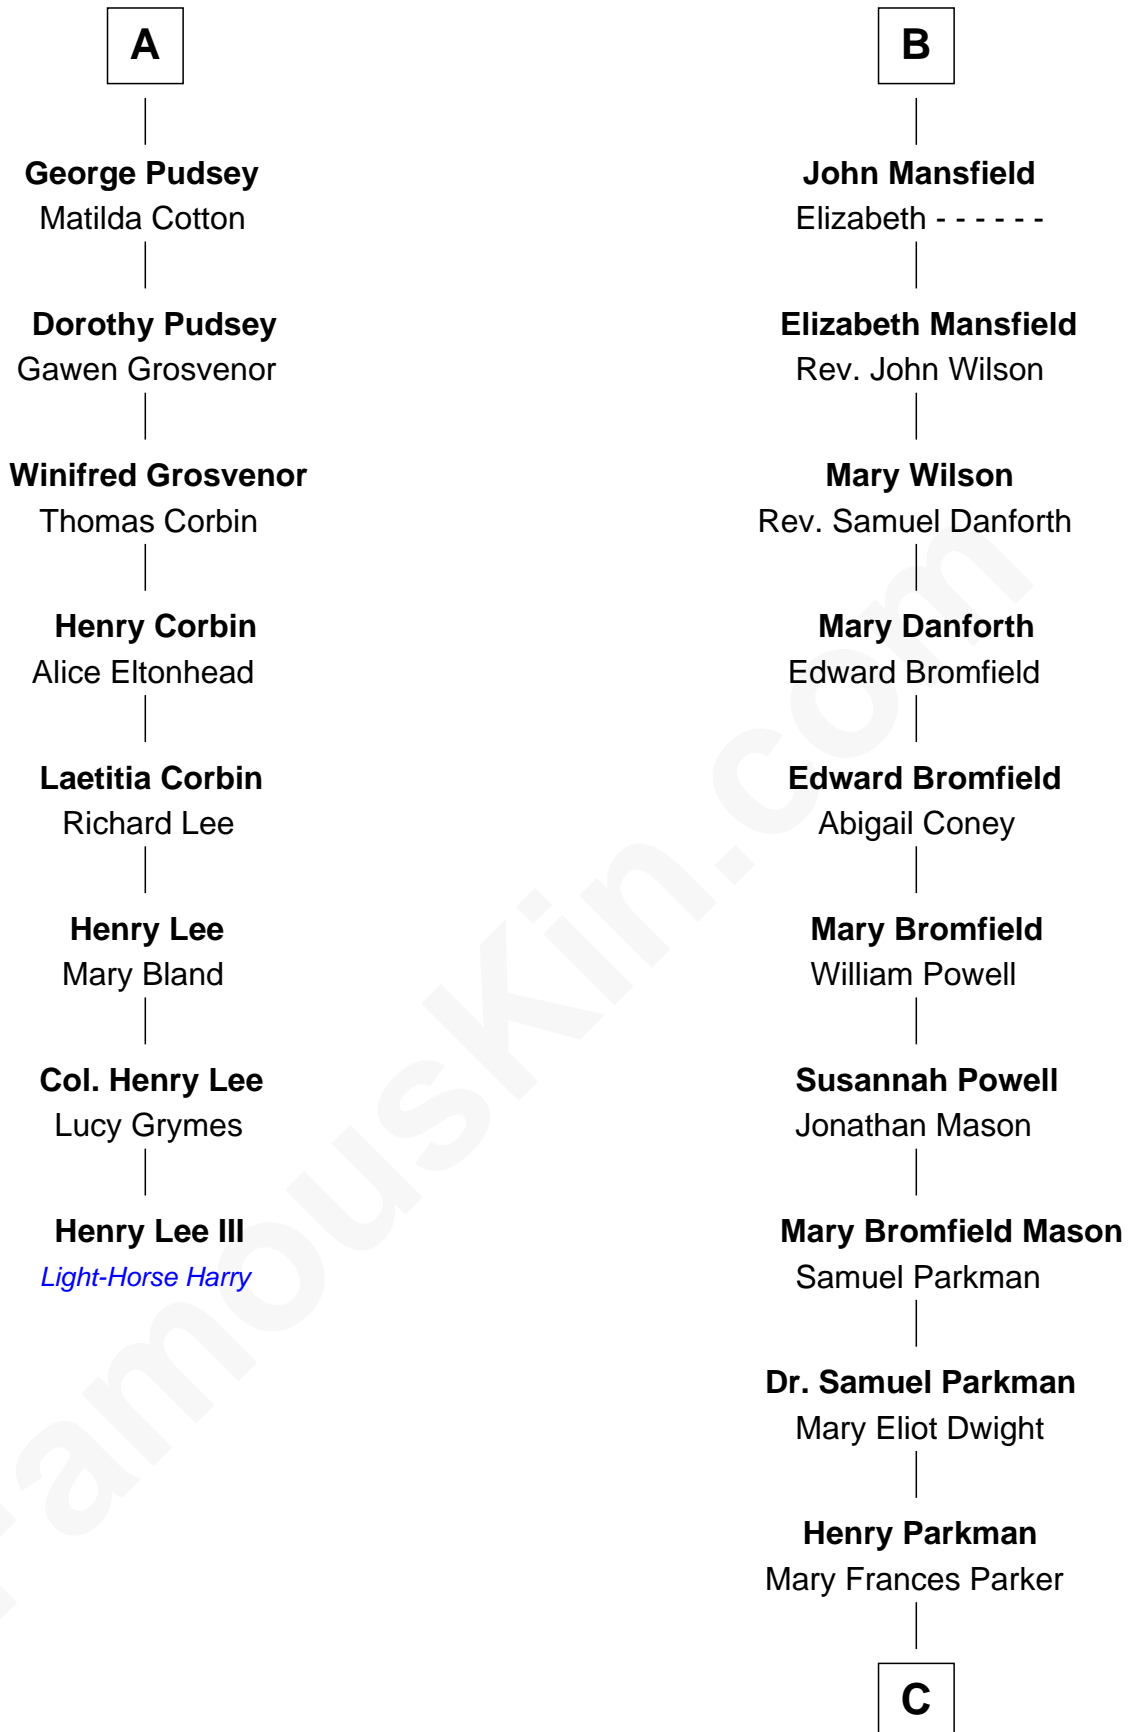 A
George Pudsey
Matilda Cotton
Dorothy Pudsey
Gawen Grosvenor
Winifred Grosvenor
Thomas Corbin
Henry Corbin
Alice Eltonhead
Laetitia Corbin
Richard Lee
Henry Lee
Mary Bland
Col. Henry Lee
Lucy Grymes
Henry Lee III
Light-Horse Harry
B
John Mansfield
Elizabeth - - - - - -
Elizabeth Mansfield
Rev. John Wilson
Mary Wilson
Rev. Samuel Danforth
Mary Danforth
Edward Bromfield
Edward Bromfield
Abigail Coney
Mary Bromfield
William Powell
Susannah Powell
Jonathan Mason
Mary Bromfield Mason
Samuel Parkman
Dr. Samuel Parkman
Mary Eliot Dwight
Henry Parkman
Mary Frances Parker
C
FamousKin.com